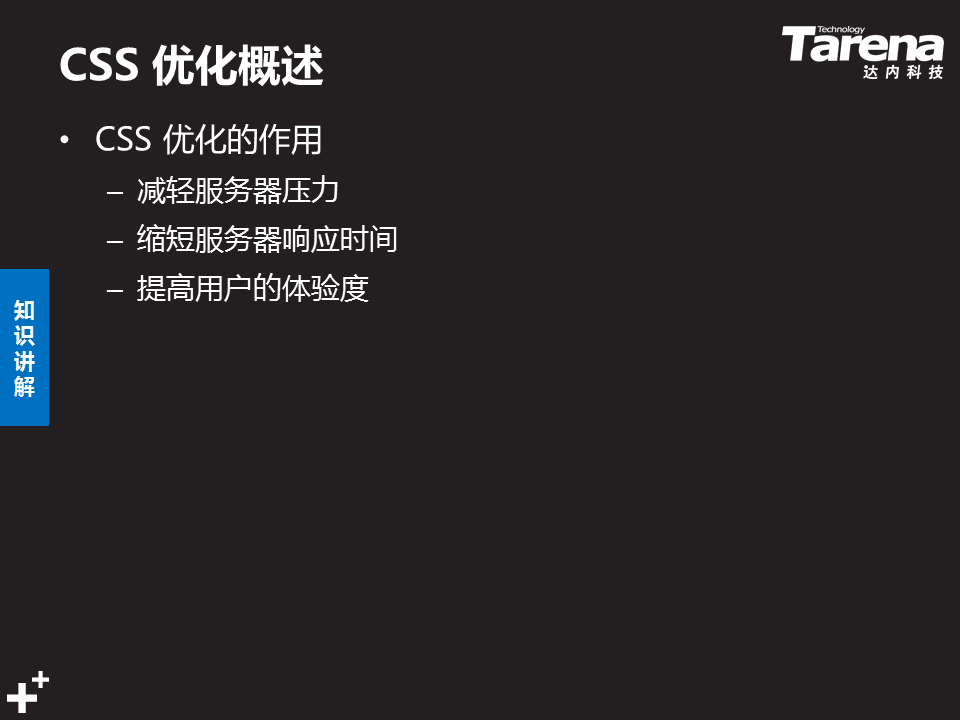 CSS 优化概述
Technology
Tarena
达内科技
• CSS 优化的作用
– 减轻服务器压力
– 缩短服务器响应时间
– 提高用户的体验度
知
识
讲
解